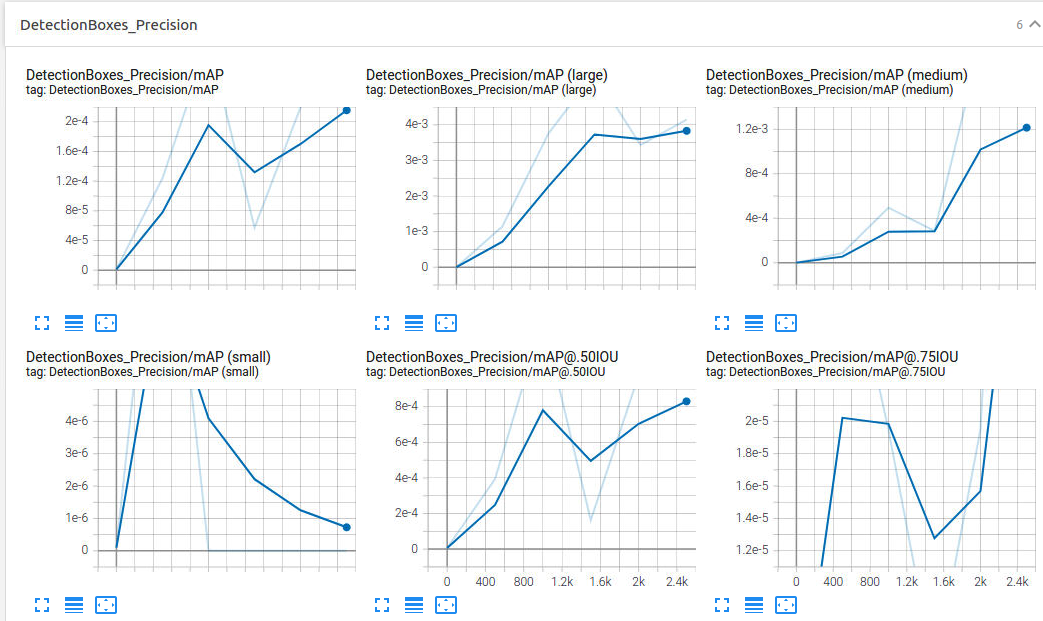 DetectionBoxes_Precision
6
DetectionBoxes_Precision/mAP
tag: DetectionBoxes_Precision/mAP
2e-4
1.6e-4
1.2e-4
8e-5
4e-5
0
DetectionBoxes_Precision/mAP (large)
tag: DetectionBoxes_Precision/mAP (large)
4e-3
3e-3
2e-3
1e-3
0
DetectionBoxes_Precision/mAP (medium)
tag: DetectionBoxes_Precision/mAP (medium)
1.2e-3
8e-4
4e-4
0
DetectionBoxes_Precision/mAP (small)
tag: DetectionBoxes_Precision/mAP (small)
4e-6
3e-6
2e-6
1e-6
0
DetectionBoxes_Precision/mAP@.50IOU
tag: DetectionBoxes_Precision/mAP@.50IOU
8e-4
6e-4
4e-4
2e-4
0
0 400 800 1.2k 1.6k 2k 2.4k
DetectionBoxes_Precision/mAP@.75IOU
tag: DetectionBoxes_Precision/mAP@.75IOU
2e-5
1.8e-5
1.6e-5
1.4e-5
1.2e-5
0 400 800 1.2k 1.6k 2k 2.4k